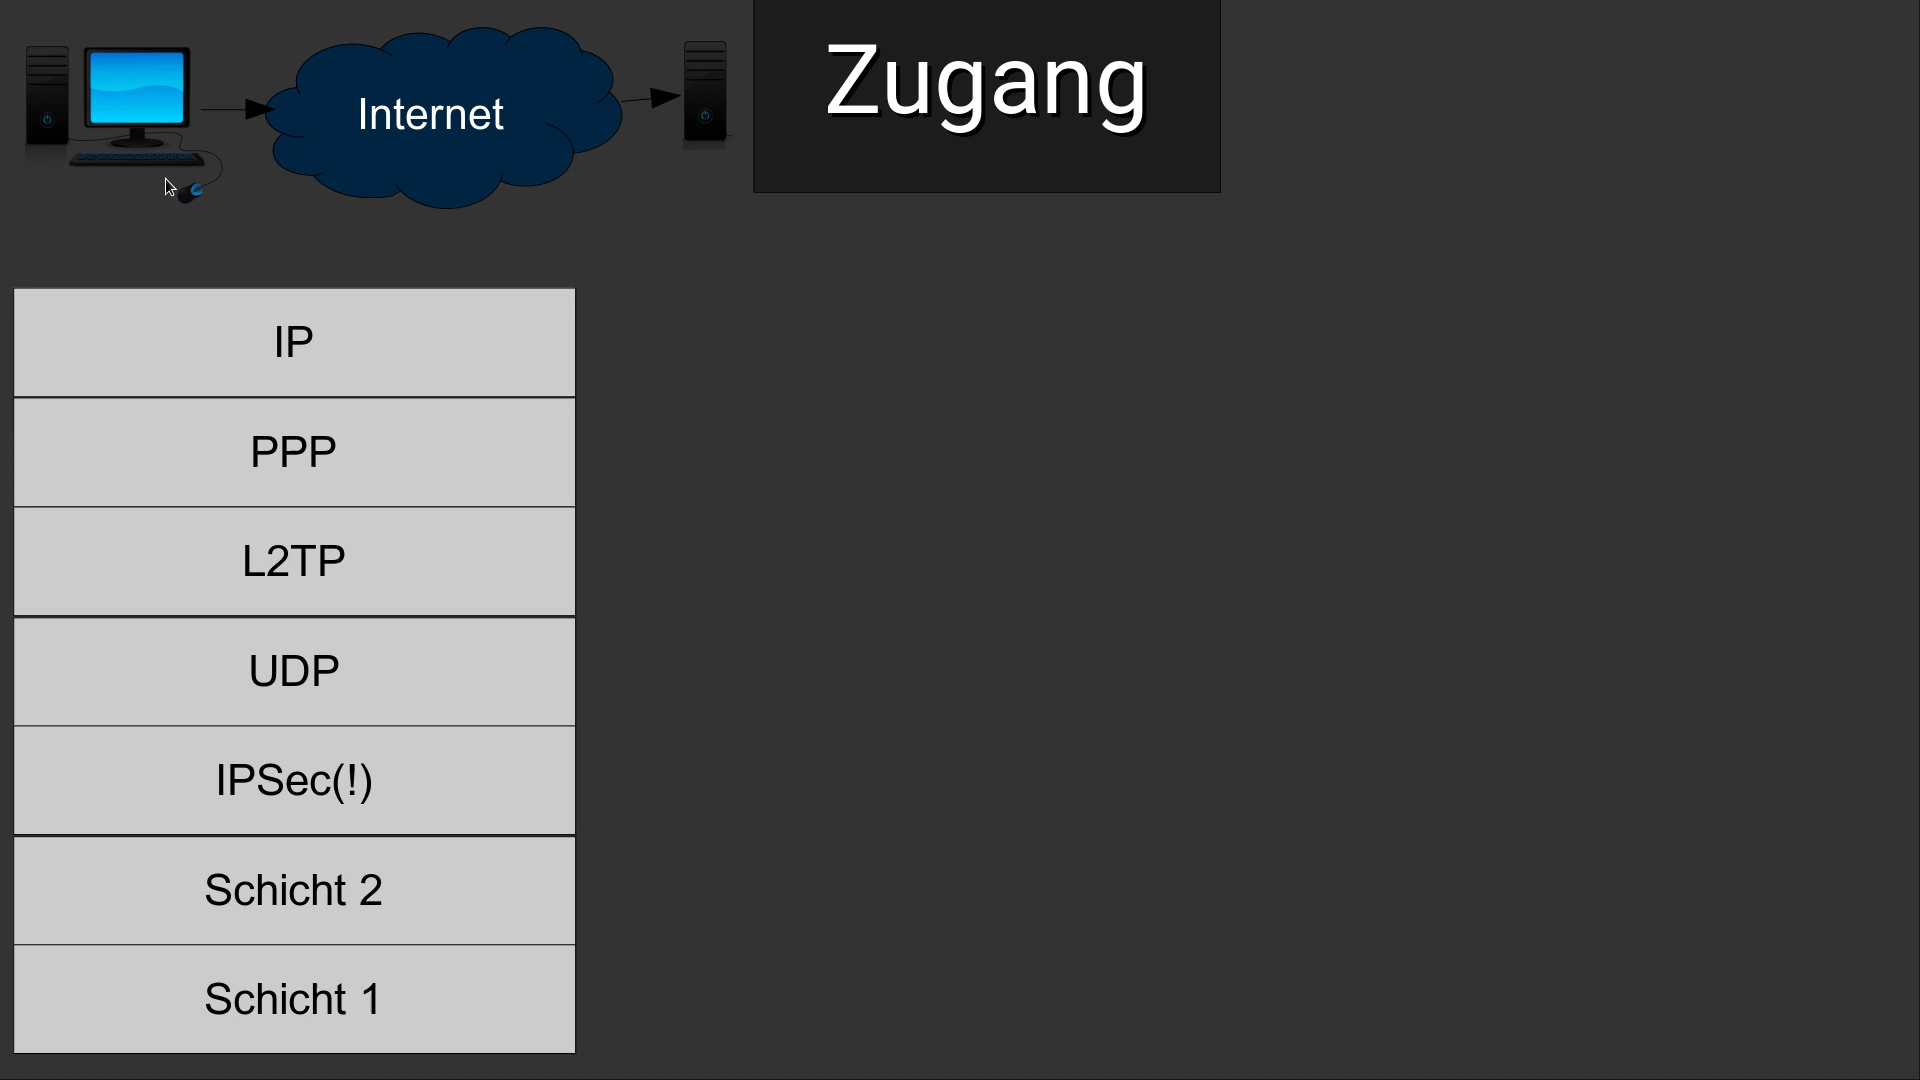 Internet
Zugang
IP
PPP
L2TP
UDP
IPSec(!)
Schicht 2
Schicht 1